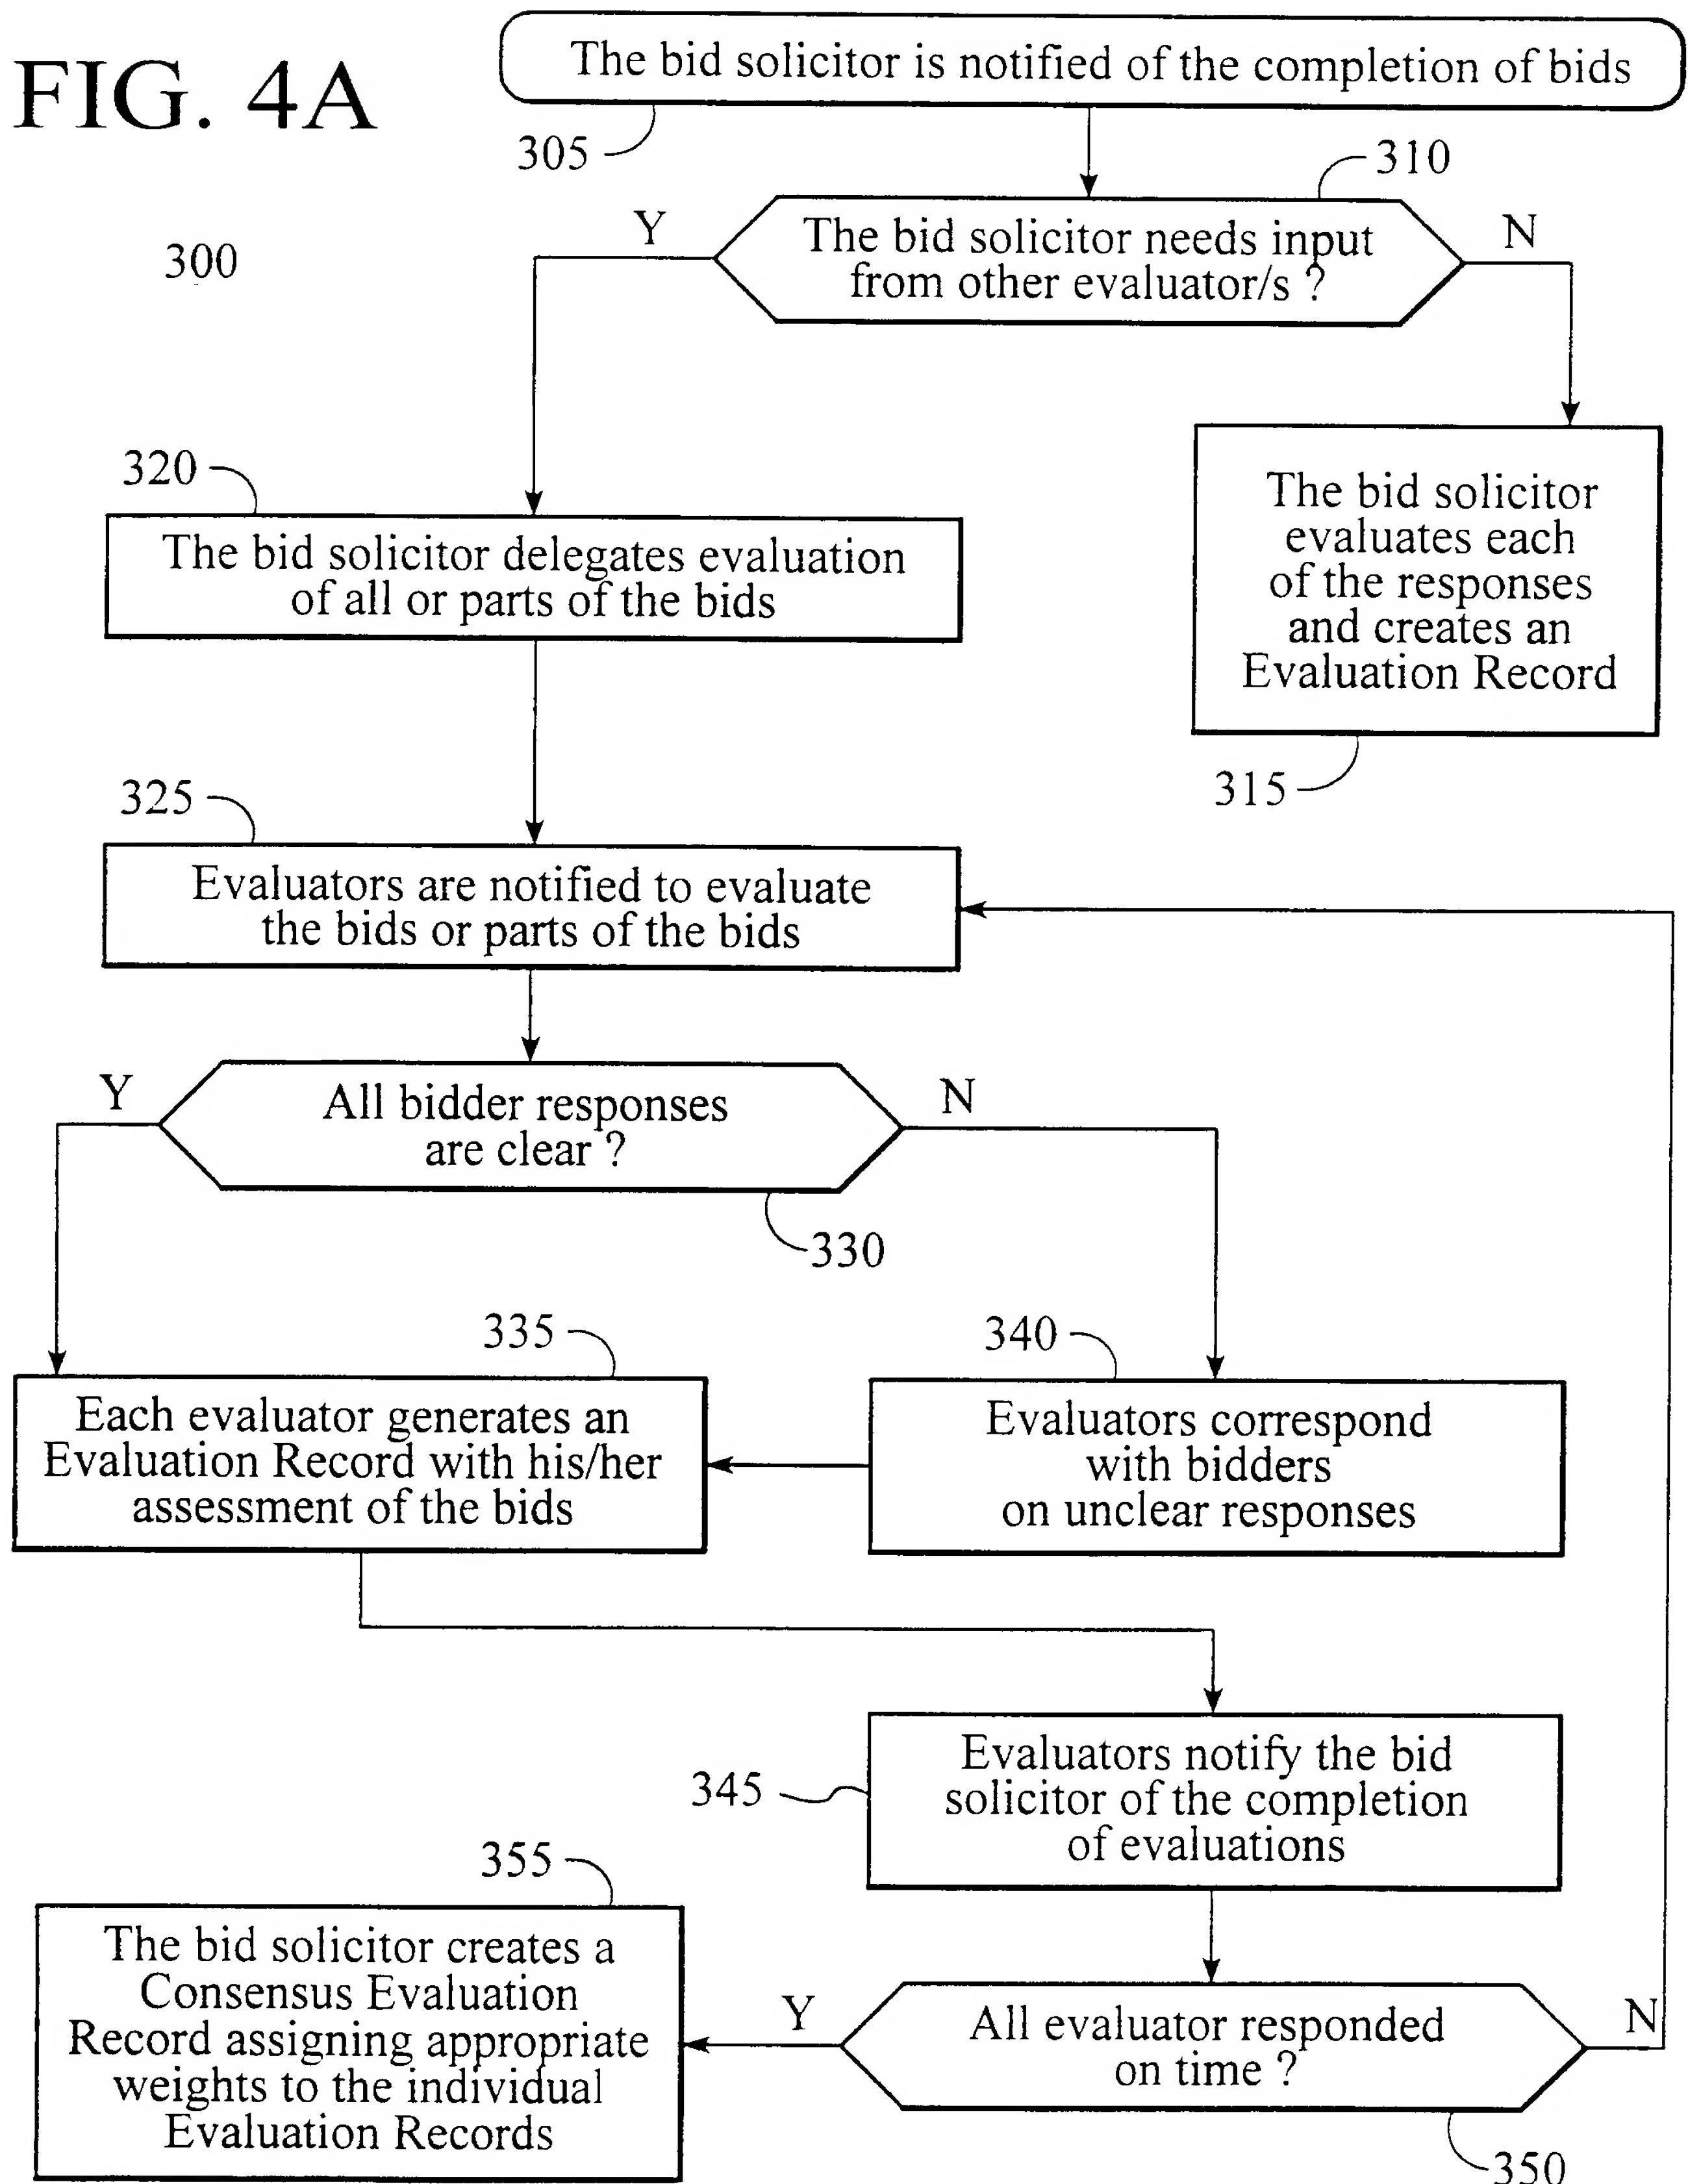 FIG. 4A
The bid solicitor is notified of the completion of bids
305
310
300
Y
The bid solicitor needs input
from other evaluator/s ?
N
320
The bid solicitor delegates evaluation
of all or parts of the bids
The bid solicitor
evaluates each
of the responses
and creates an
Evaluation Record
315
325
Evaluators are notified to evaluate
the bids or parts of the bids
Y
All bidder responses
are clear ?
N
330
335
340
Each evaluator generates an
Evaluation Record with his/her
assessment of the bids
Evaluators correspond
with bidders
on unclear responses
345
Evaluators notify the bid
solicitor of the completion
of evaluations
355
The bid solicitor creates a
Consensus Evaluation
Record assigning appropriate
weights to the individual
Evaluation Records
Y
All evaluator responded
on time ?
N
350